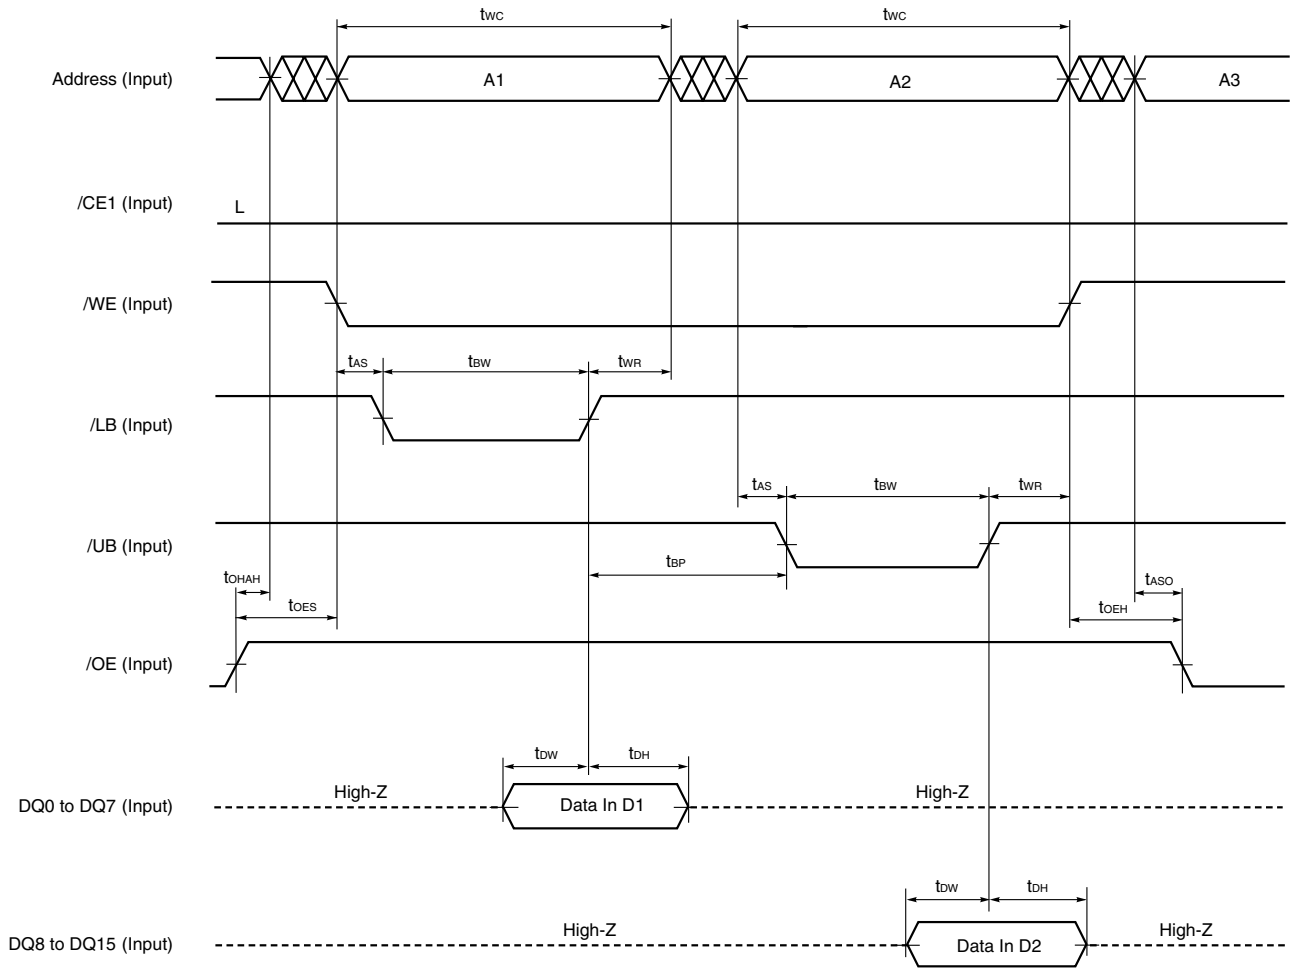 tWC tWC
Address (Input) A1 A2 A3
/CE1 (Input) L
/WE (Input)
tAS tBW tWR
/LB (Input)
tAS tBW tWR
/UB (Input)
tBP
tOHAH tASO
tOES tOEH
/OE (Input)
tDW tDH
High-Z High-Z
DQ0 to DQ7 (Input) Data In D1
tDW tDH
High-Z High-Z
DQ8 to DQ15 (Input) Data In D2